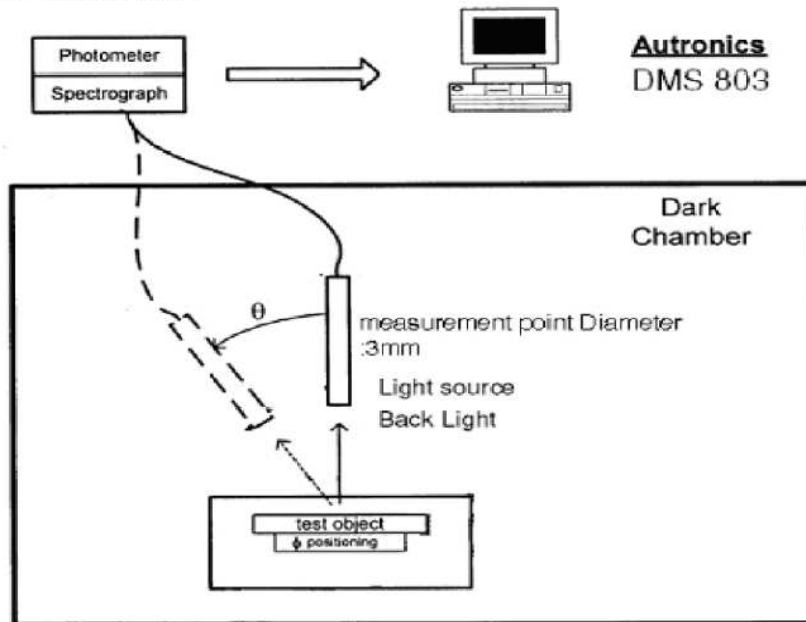 Photometer
Spectrograph
Autronics
DMS 803
Dark
Chamber
θ
measurement point Diameter
:3mm
Light source
Back Light
test object
ϕ positioning